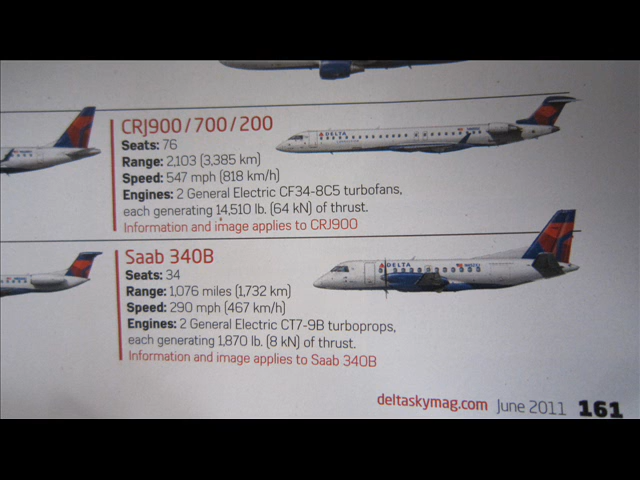 CRJ900/700/200
Seats: 76
Range: 2,103 (3,385 km)
Speed: 547 mph (818 km/h)
Engines: 2 General Electric CF34-8C5 turbofans,
each generating 14,510 lb. (64 kN) of thrust.
Information and image applies to CRJ900
DELTA
Saab 340B
Seats: 34
Range: 1,076 miles (1,732 km)
Speed: 290 mph (467 km/h)
Engines: 2 General Electric CT7-9B turboprops,
each generating 1,870 lb. (8 kN) of thrust.
Information and image applies to Saab 340B
DELTA
deltaskymag.com June 2011 161